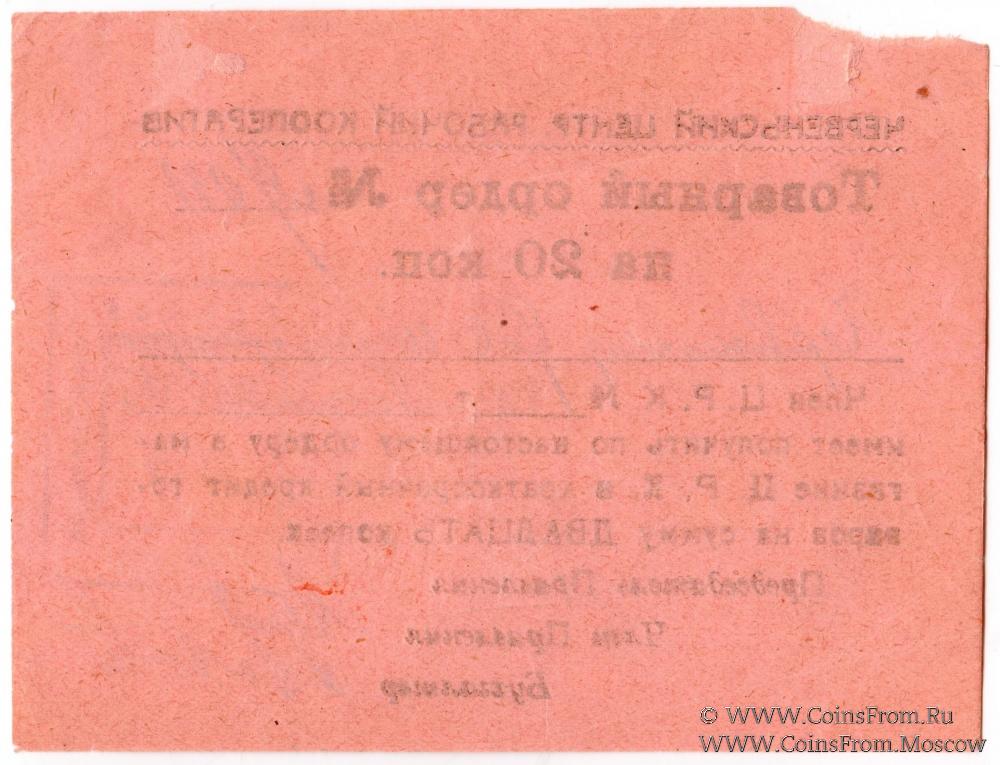 ЧЕРВЕНЬСКИЙ ЦЕНТР. РАБОЧИЙ КООПЕРАТИВ
Товарный ордер №
на 20 коп.
Член Ц. Р. К. №
имеет получить по настоящему ордеру в ма-
газине Ц. Р. К. в краткосрочный кредит то-
варов на сумму ДВАДЦАТЬ копеек.
Председатель Правления
Член Правления
Бухгалтер
© WWW.CoinsFrom.Ru
WWW.CoinsFrom.Moscow